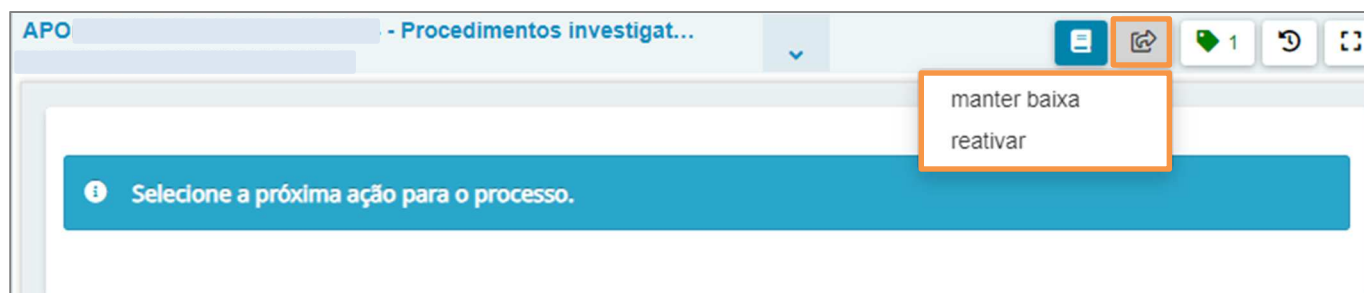 APO - Procedimentos investigat...
1
manter baixa
reativar
Selecione a próxima ação para o processo.